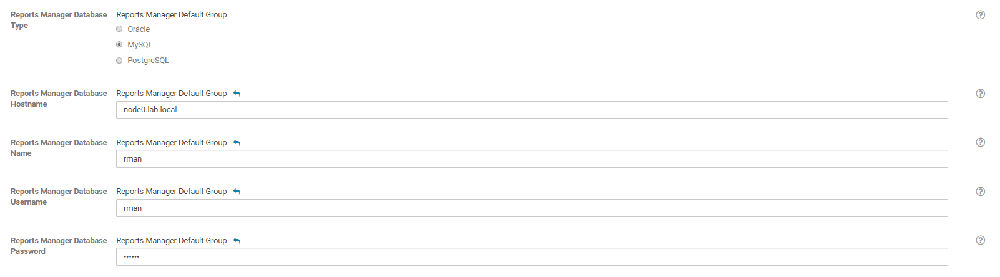 Reports Manager Database Type
Reports Manager Default Group
Oracle
MySQL
PostgreSQL
Reports Manager Database Hostname
Reports Manager Default Group
node0.lab.local
Reports Manager Database Name
Reports Manager Default Group
rman
Reports Manager Database Username
Reports Manager Default Group
rman
Reports Manager Database Password
Reports Manager Default Group
••••••